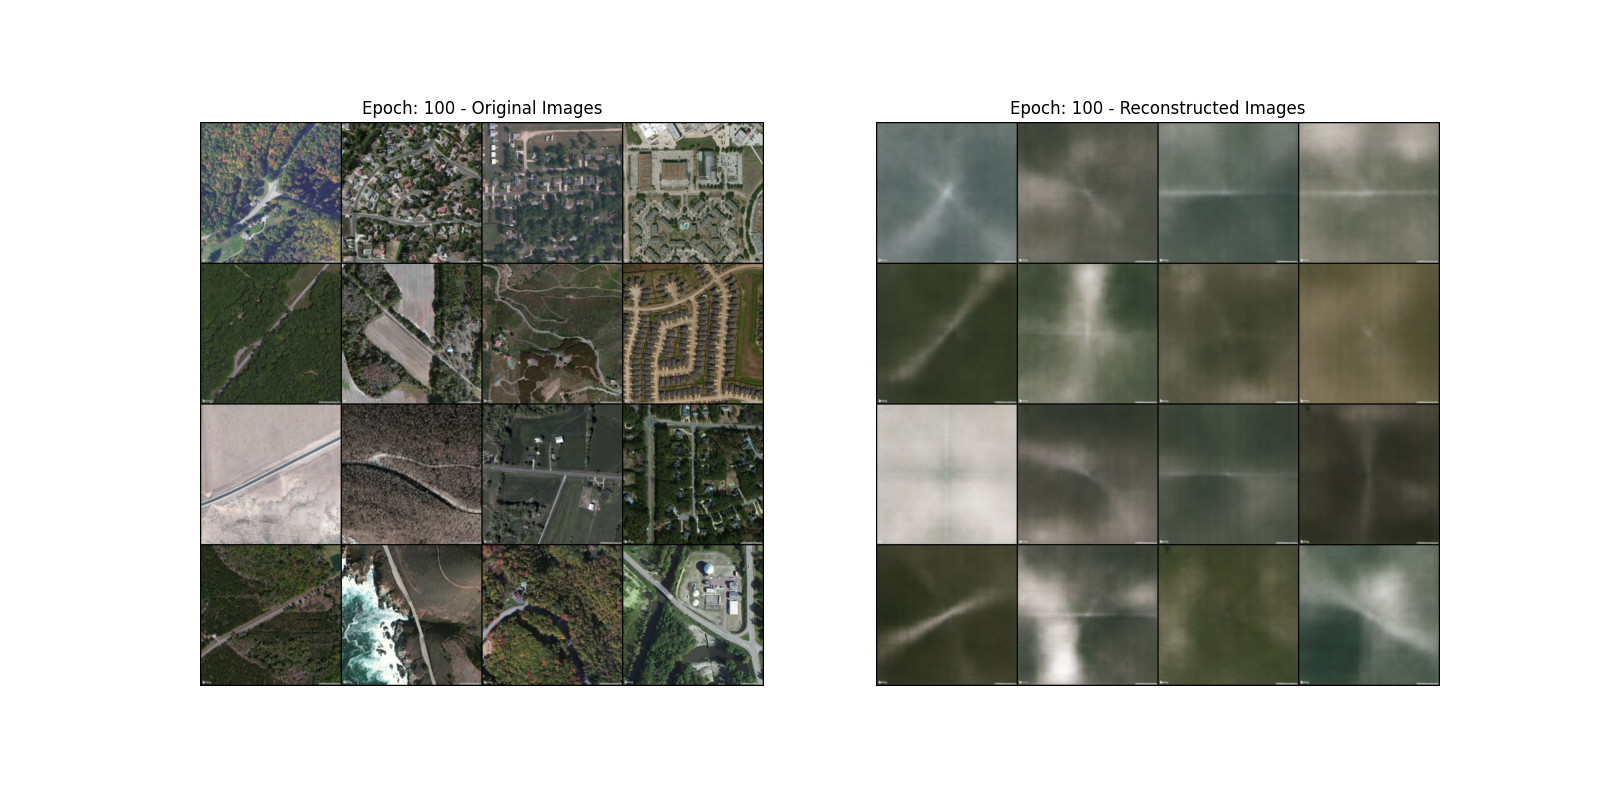 Epoch: 100 - Original Images
Epoch: 100 - Reconstructed Images